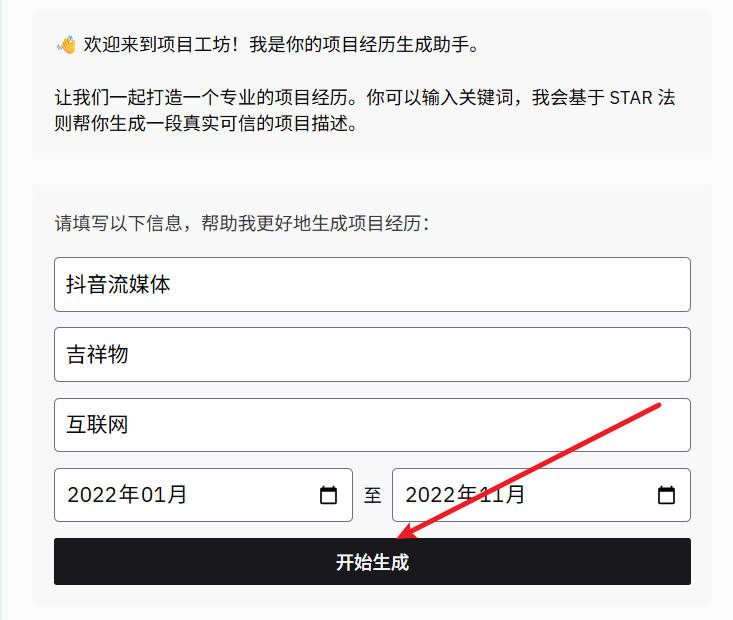 👋 欢迎来到项目工坊！我是你的项目经历生成助手。
让我们一起打造一个专业的项目经历。你可以输入关键词，我会基于 STAR 法
则帮你生成一段真实可信的项目描述。
请填写以下信息，帮助我更好地生成项目经历：
抖音流媒体
吉祥物
互联网
2022年01月 至 2022年11月
开始生成